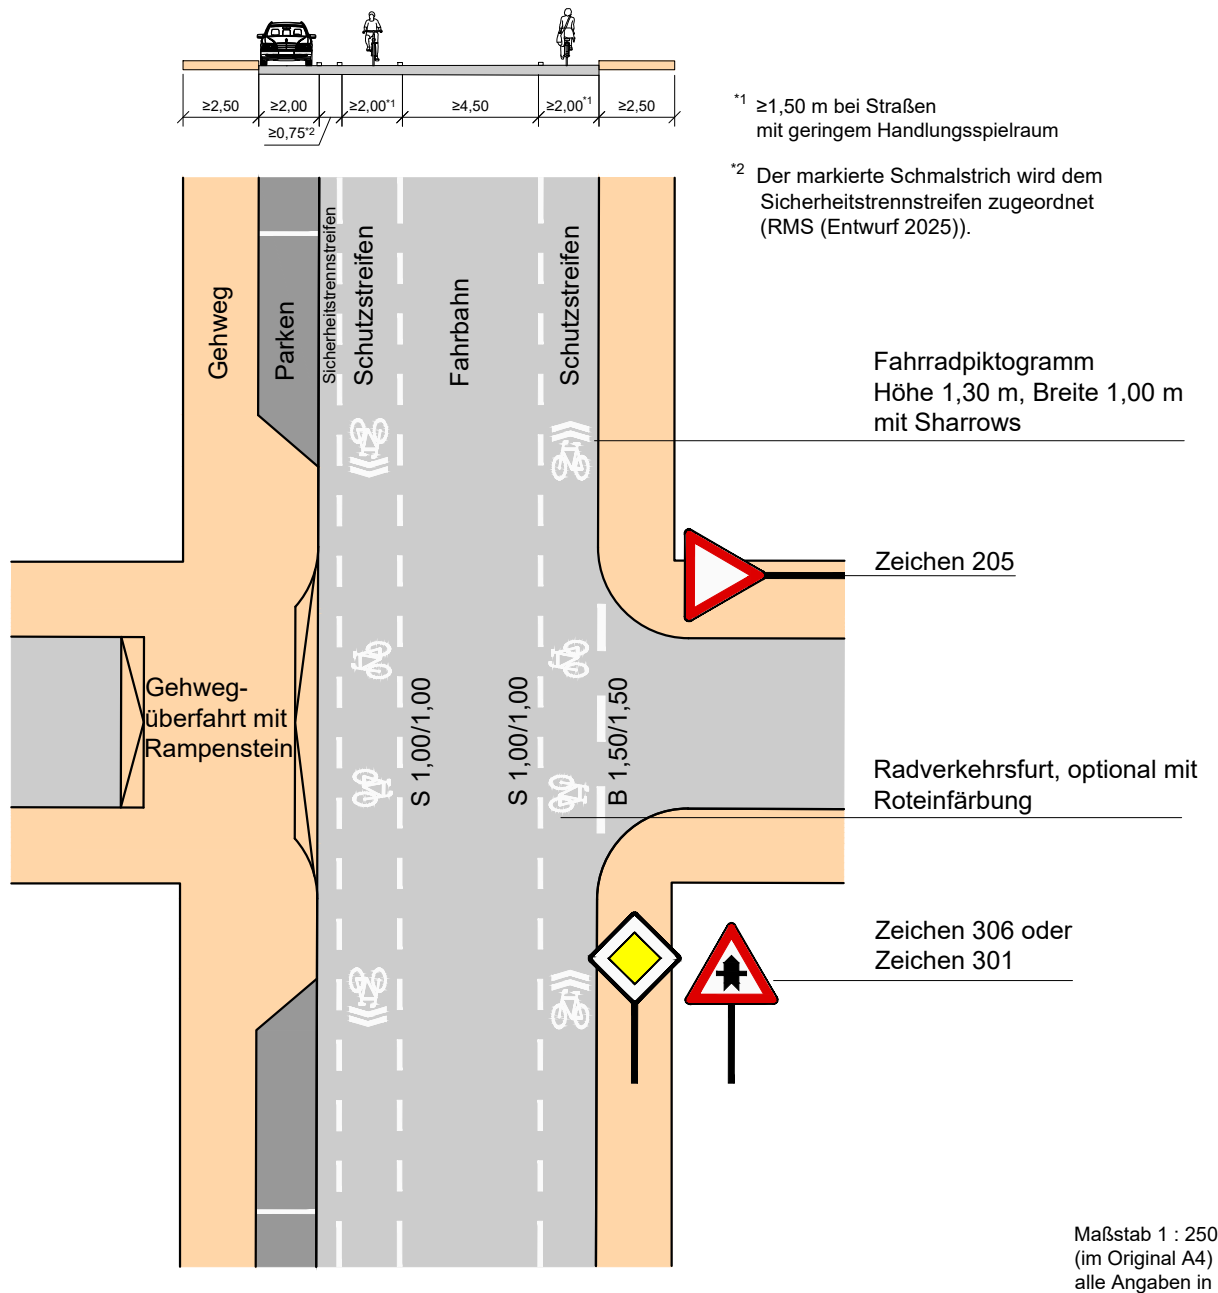 ≥2,50
≥2,00
≥2,00*1
≥4,50
≥2,00*1
≥2,50
≥0,75*2
*1 ≥1,50 m bei Straßen
mit geringem Handlungsspielraum
*2 Der markierte Schmalstrich wird dem
Sicherheitstrennstreifen zugeordnet
(RMS (Entwurf 2025)).
Gehweg
Parken
Sicherheitstrennstreifen
Schutzstreifen
Fahrbahn
Schutzstreifen
Fahrradpiktogramm
Höhe 1,30 m, Breite 1,00 m
mit Sharrows
Zeichen 205
Gehweg-
überfahrt mit
Rampenstein
S 1,00/1,00
S 1,00/1,00
B 1,50/1,50
Radverkehrsfurt, optional mit
Roteinfärbung
Zeichen 306 oder
Zeichen 301
Maßstab 1 : 250
(im Original A4)
alle Angaben in